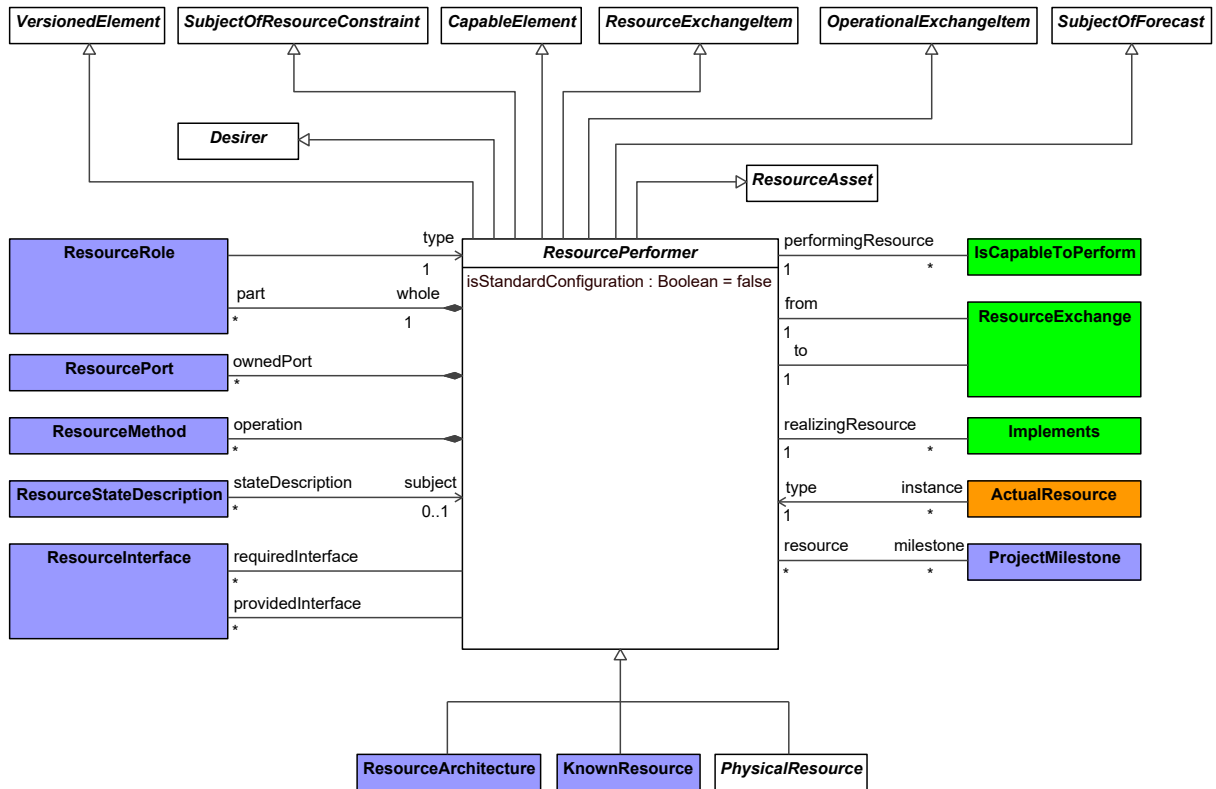 VersionedElement
SubjectOfResourceConstraint
CapableElement
ResourceExchangeItem
OperationalExchangeItem
SubjectOfForecast
Desirer
ResourceAsset
ResourceRole
type
1
part
whole
*
1
ResourcePort
ownedPort
*
ResourceMethod
operation
*
ResourceStateDescription
stateDescription
subject
*
0..1
ResourceInterface
requiredInterface
*
providedInterface
*
ResourcePerformer
isStandardConfiguration : Boolean = false
performingResource
1
*
IsCapableToPerform
from
1
to
1
ResourceExchange
realizingResource
1
*
Implements
type
instance
1
*
ActualResource
resource
milestone
*
*
ProjectMilestone
ResourceArchitecture
KnownResource
PhysicalResource